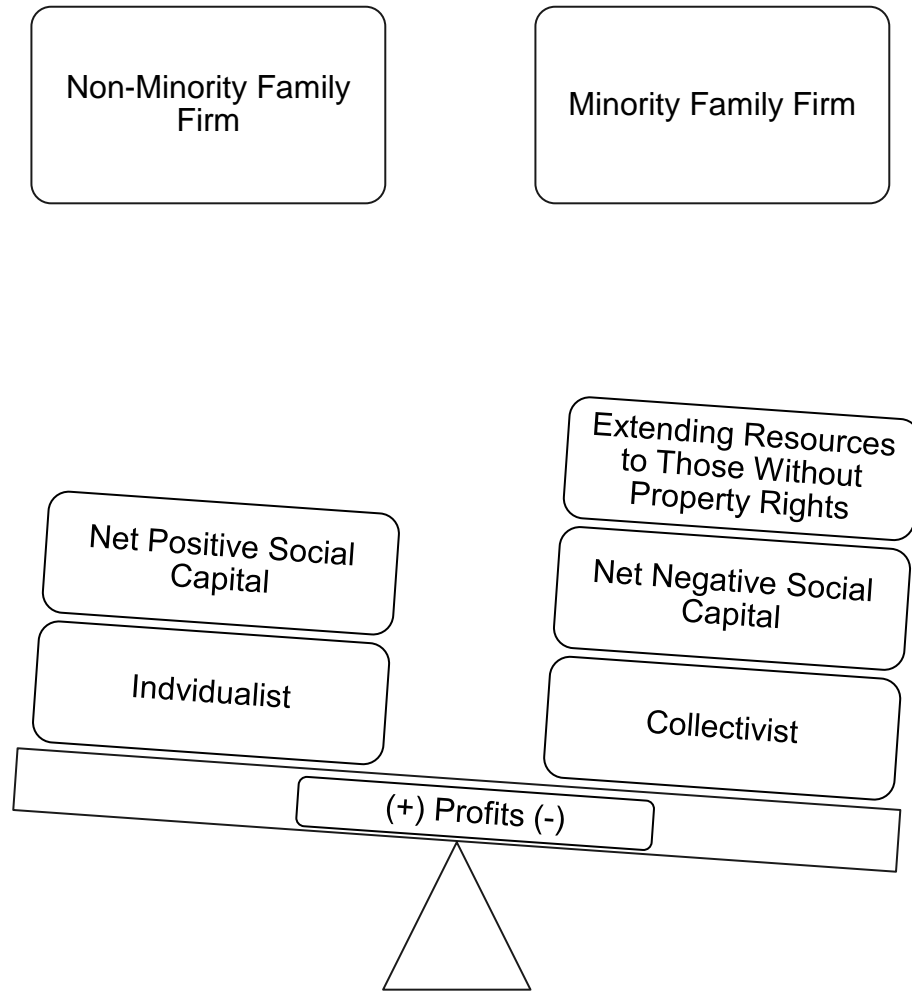 Non-Minority Family
Firm
Minority Family Firm
Extending Resources
to Those Without
Property Rights
Net Positive Social
Capital
Net Negative Social
Capital
Indvidualist
Collectivist
(+) Profits (-)